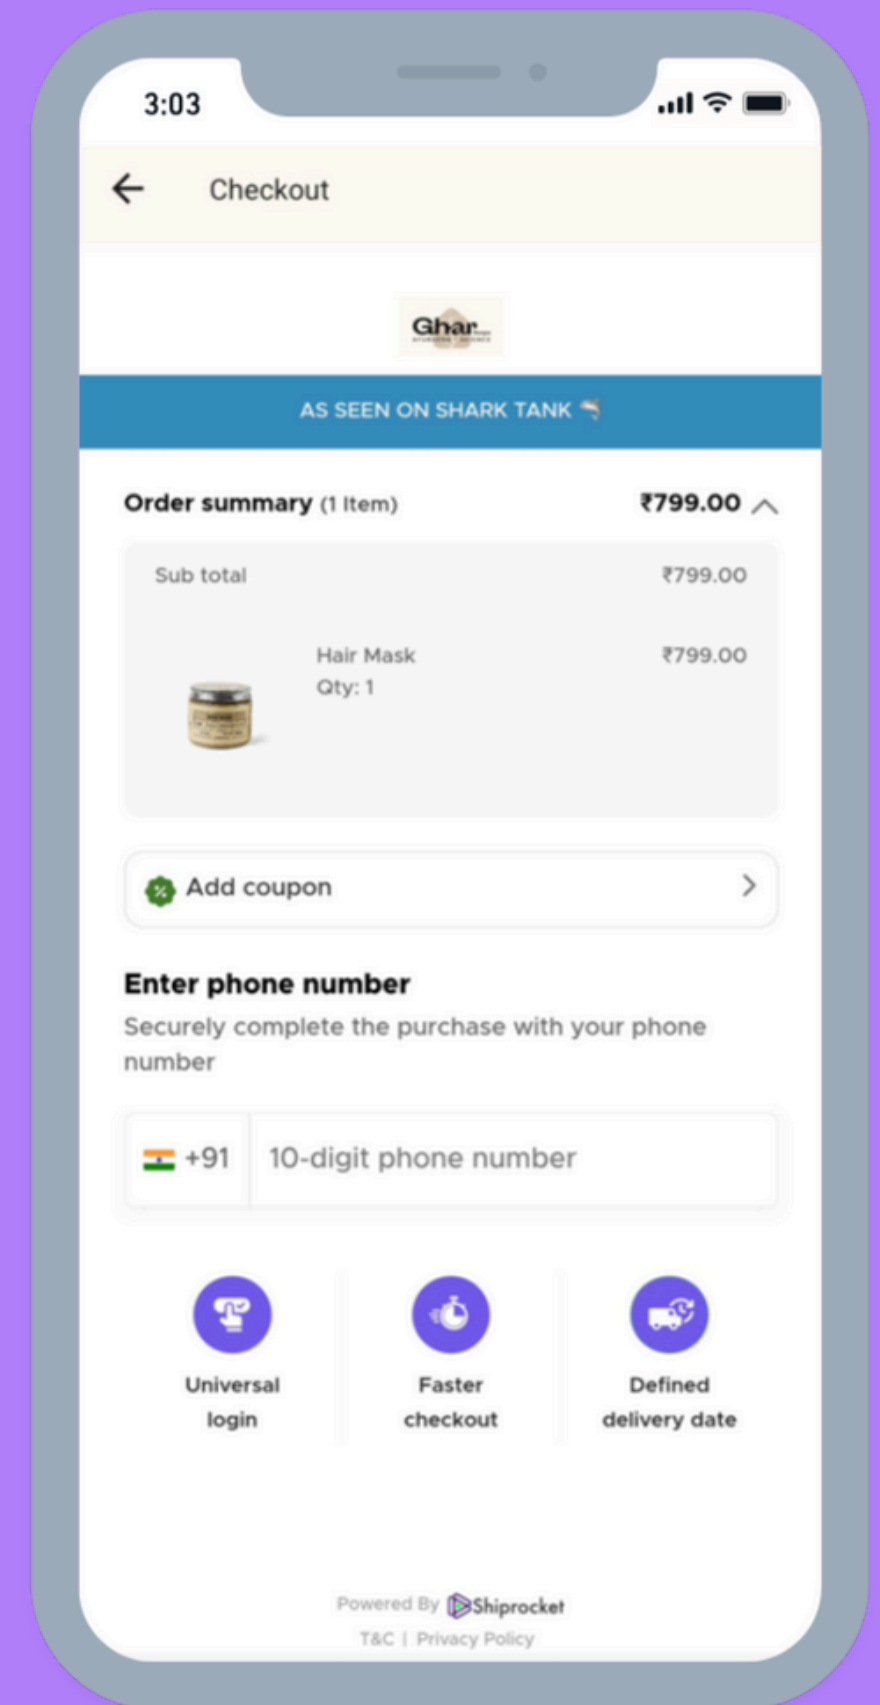 3:03
Checkout
Ghar
AS SEEN ON SHARK TANK
Order summary (1 Item) ₹799.00
Sub total ₹799.00
Hair Mask ₹799.00
Qty: 1
Add coupon
Enter phone number
Securely complete the purchase with your phone
number
+91 10-digit phone number
Universal
login
Faster
checkout
Defined
delivery date
Powered By Shiprocket
T&C | Privacy Policy